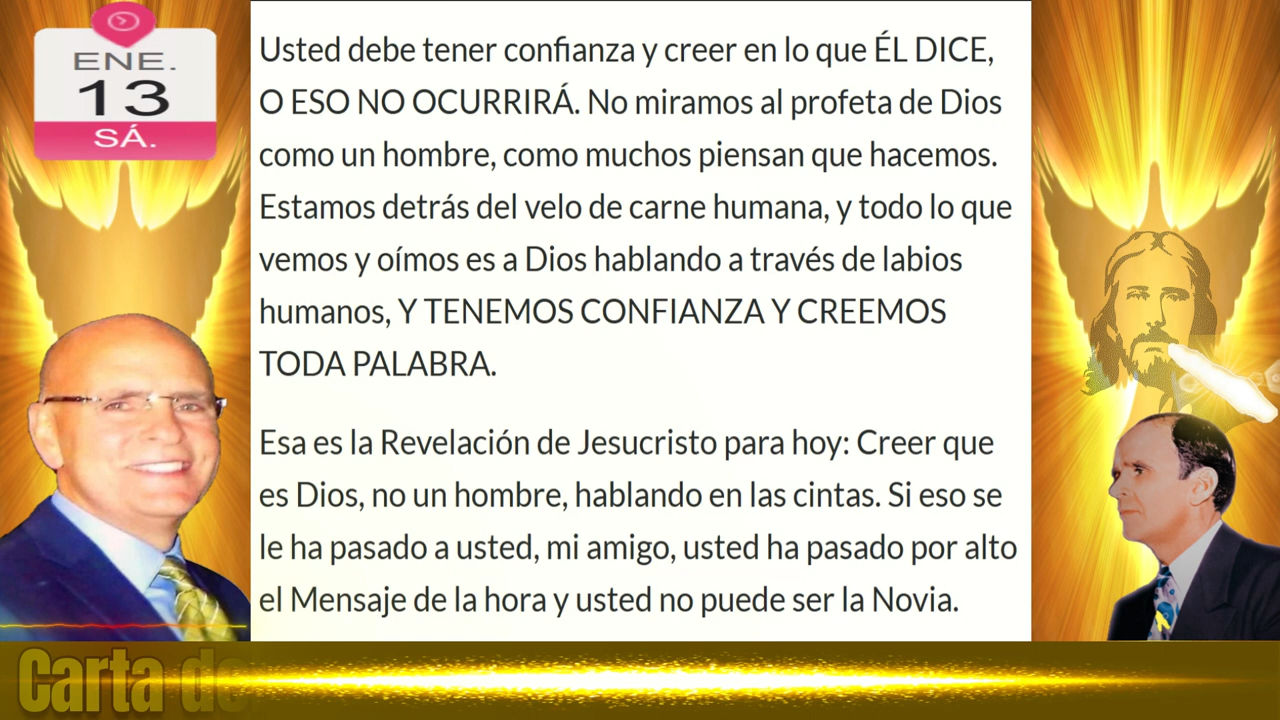 ENE.
13
SÁ.
Usted debe tener confianza y creer en lo que ÉL DICE,
O ESO NO OCURRIRÁ. No miramos al profeta de Dios
como un hombre, como muchos piensan que hacemos.
Estamos detrás del velo de carne humana, y todo lo que
vemos y oímos es a Dios hablando a través de labios
humanos, Y TENEMOS CONFIANZA Y CREEMOS
TODA PALABRA.
Esa es la Revelación de Jesucristo para hoy: Creer que
es Dios, no un hombre, hablando en las cintas. Si eso se
le ha pasado a usted, mi amigo, usted ha pasado por alto
el Mensaje de la hora y usted no puede ser la Novia.
Carta de